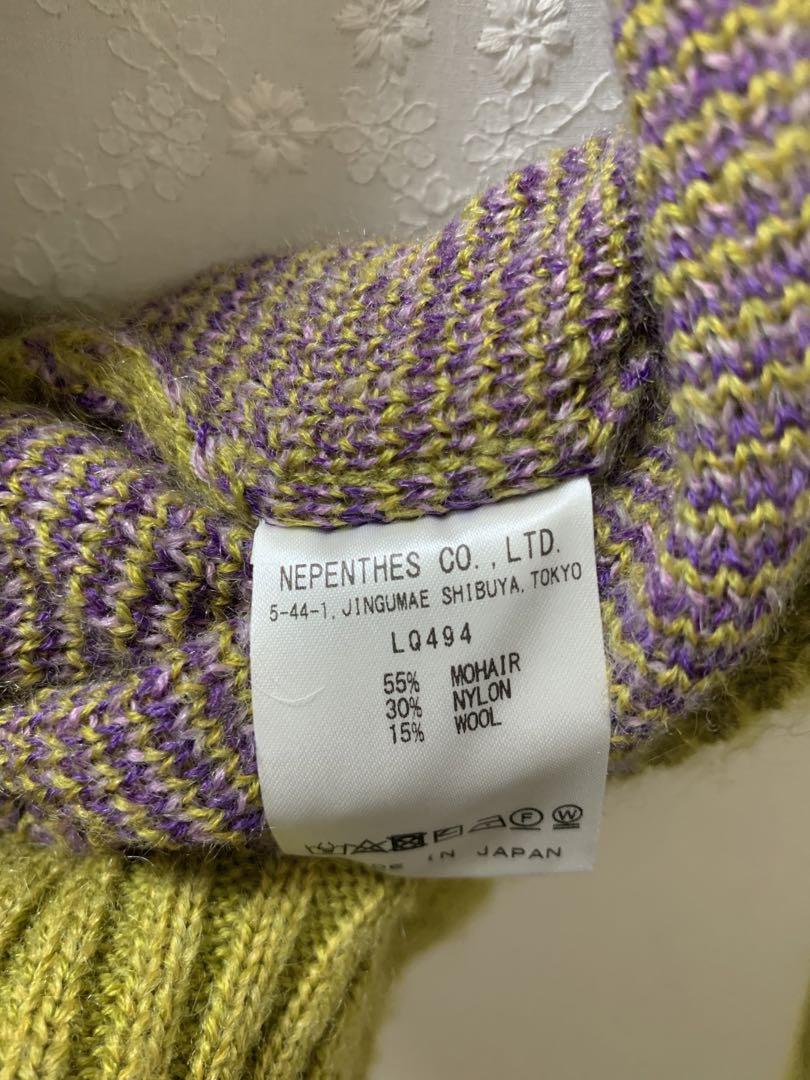 NEPENTHES CO., LTD.
5-44-1, JINGUMAE SHIBUYA, TOKYO
LQ494
55% MOHAIR
30% NYLON
15% WOOL
F W
IN JAPAN